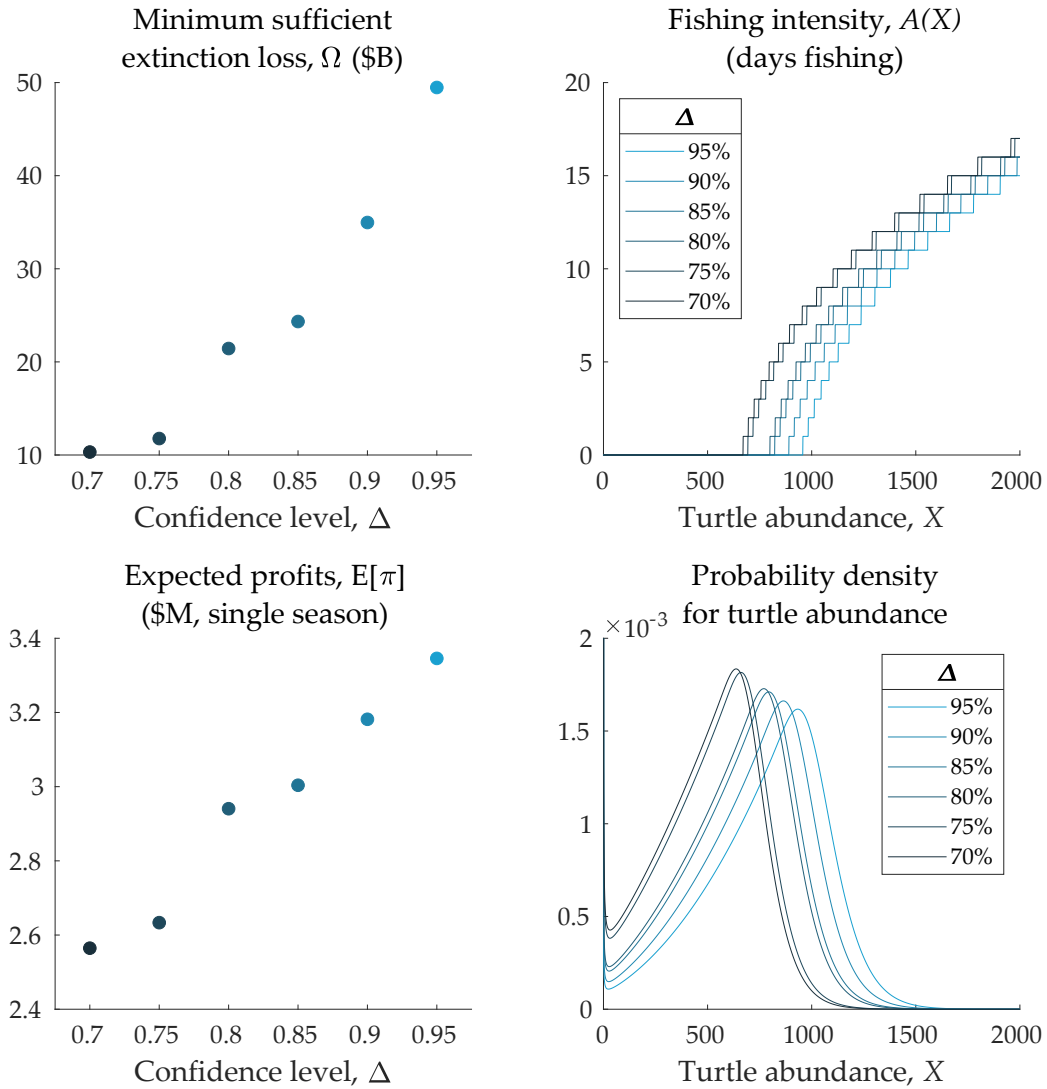 Minimum sufficient
extinction loss, Ω ($B)
50
40
30
20
10
0.7 0.75 0.8 0.85 0.9 0.95
Confidence level, Δ
Fishing intensity, A(X)
(days fishing)
20
15
10
5
0
Δ
95%
90%
85%
80%
75%
70%
0 500 1000 1500 2000
Turtle abundance, X
Expected profits, E[π]
($M, single season)
3.4
3.2
3
2.8
2.6
2.4
0.7 0.75 0.8 0.85 0.9 0.95
Confidence level, Δ
Probability density
for turtle abundance
×10⁻³
2
1.5
1
0.5
0
Δ
95%
90%
85%
80%
75%
70%
0 500 1000 1500 2000
Turtle abundance, X